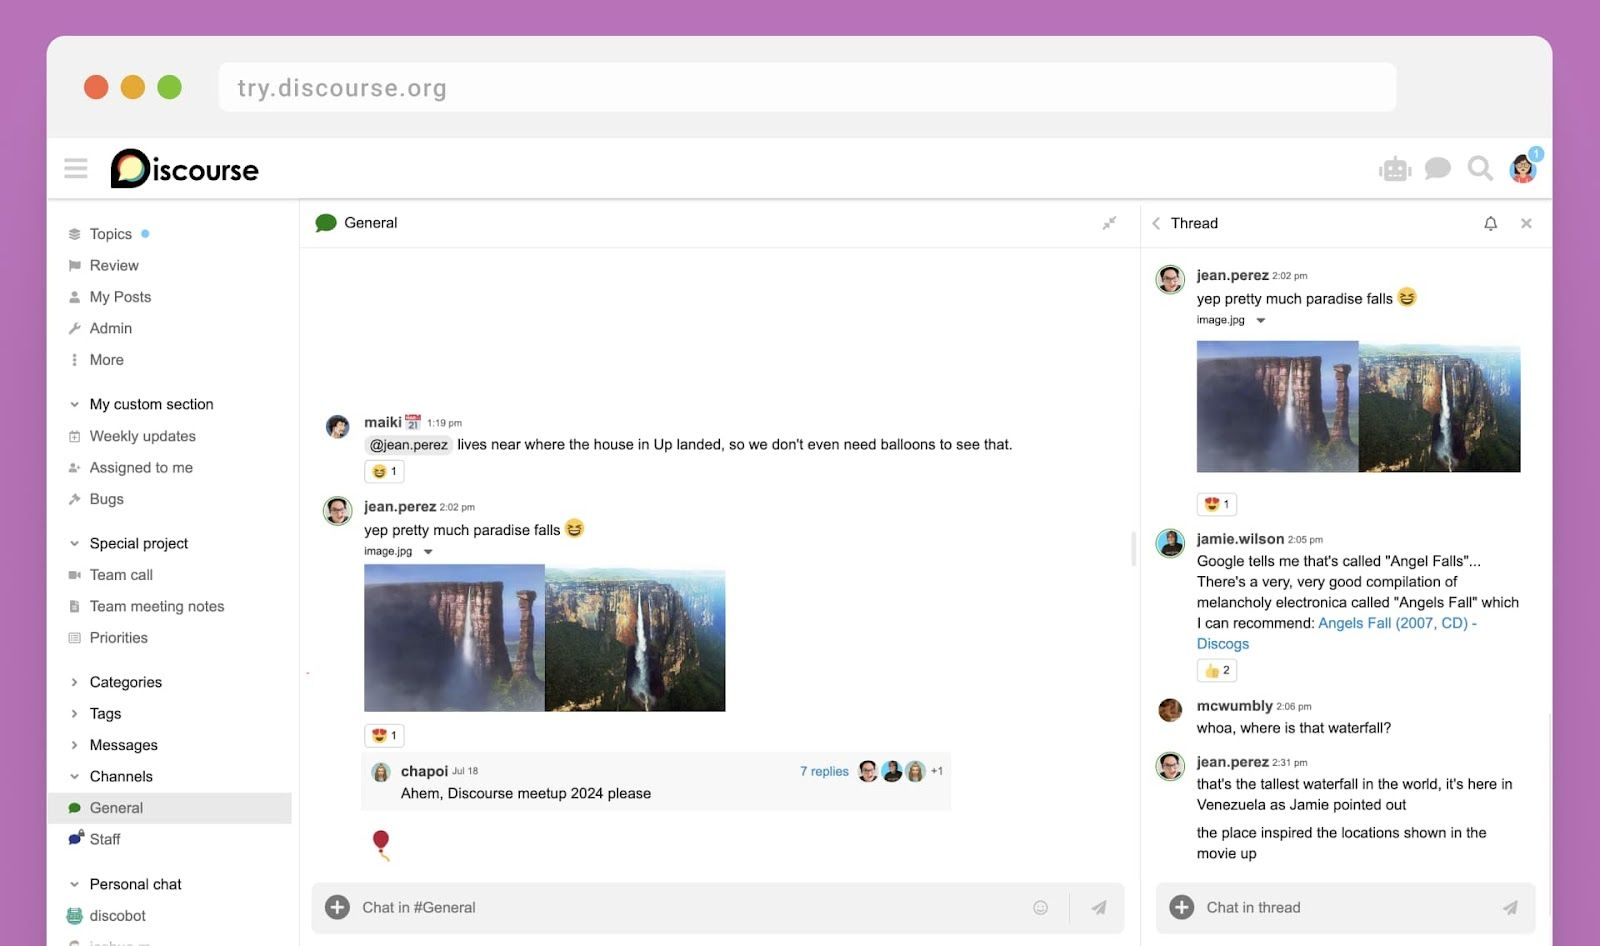 try.discourse.org
Discourse
1
Topics
Review
My Posts
Admin
More
My custom section
Weekly updates
Assigned to me
Bugs
Special project
Team call
Team meeting notes
Priorities
Categories
Tags
Messages
Channels
General
Staff
Personal chat
discobot
General
maiki 21 1:19 pm
@jean.perez lives near where the house in Up landed, so we don't even need balloons to see that.
1
jean.perez 2:02 pm
yep pretty much paradise falls
image.jpg
1
chapoi Jul 18 7 replies +1
Ahem, Discourse meetup 2024 please
Chat in #General
Thread
jean.perez 2:02 pm
yep pretty much paradise falls
image.jpg
1
jamie.wilson 2:05 pm
Google tells me that's called "Angel Falls"...
There's a very, very good compilation of
melancholy electronica called "Angels Fall" which
I can recommend: Angels Fall (2007, CD) -
Discogs
2
mcwumbly 2:06 pm
whoa, where is that waterfall?
jean.perez 2:31 pm
that's the tallest waterfall in the world, it's here in
Venezuela as Jamie pointed out
the place inspired the locations shown in the
movie up
Chat in thread